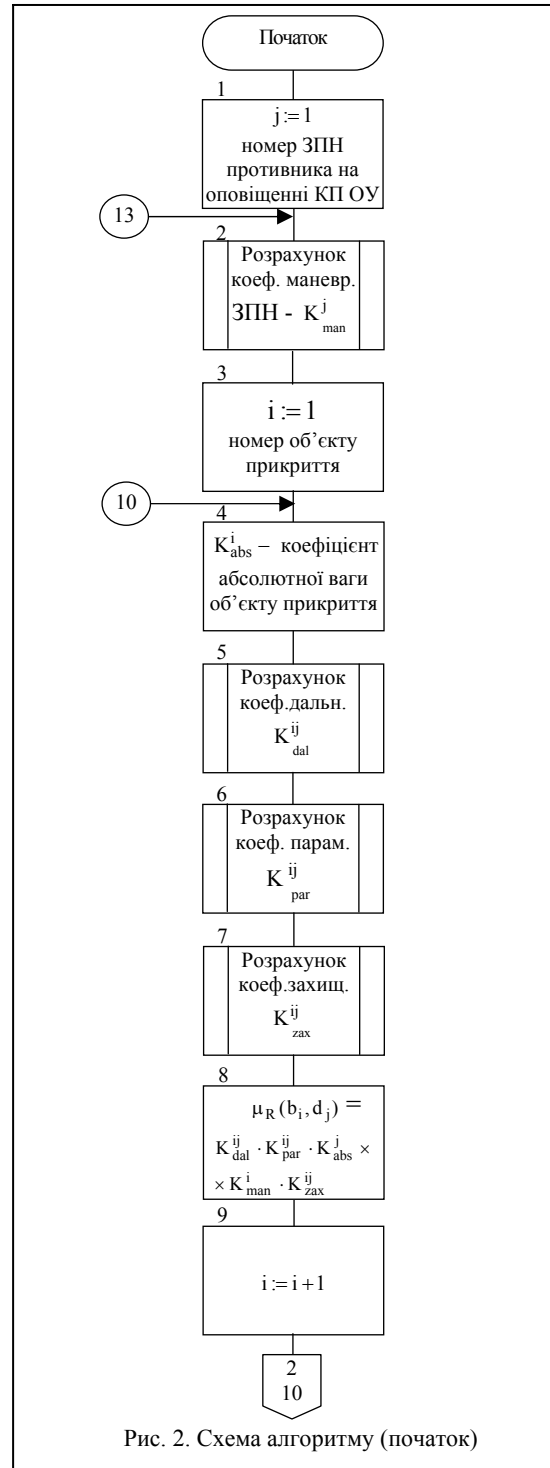 Початок
1
j := 1
номер ЗПН
противника на
оповіщенні КП ОУ
13
2
Розрахунок
коеф. маневр.
ЗПН - K^j_man
3
i := 1
номер об’єкту
прикриття
10
4
K^i_abs – коефіцієнт
абсолютної ваги
об’єкту прикриття
5
Розрахунок
коеф.дальн.
K^ij_dal
6
Розрахунок
коеф. парам.
K^ij_par
7
Розрахунок
коеф.захищ.
K^ij_zax
8
μ_R(b_i, d_j) =
K^ij_dal · K^ij_par · K^j_abs ×
× K^i_man · K^ij_zax
9
i := i + 1
2
10
Рис. 2. Схема алгоритму (початок)